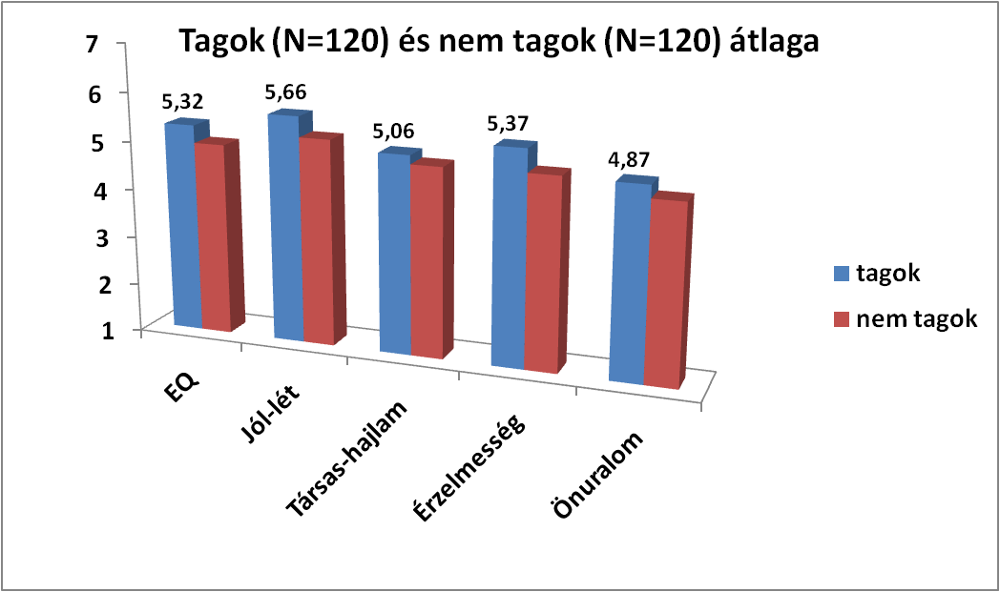 Tagok (N=120) és nem tagok (N=120) átlaga
7
6
5
4
3
2
1
5,32
5,66
5,06
5,37
4,87
EQ
Jól-lét
Társas-hajlam
Érzelmesség
Önuralom
tagok
nem tagok